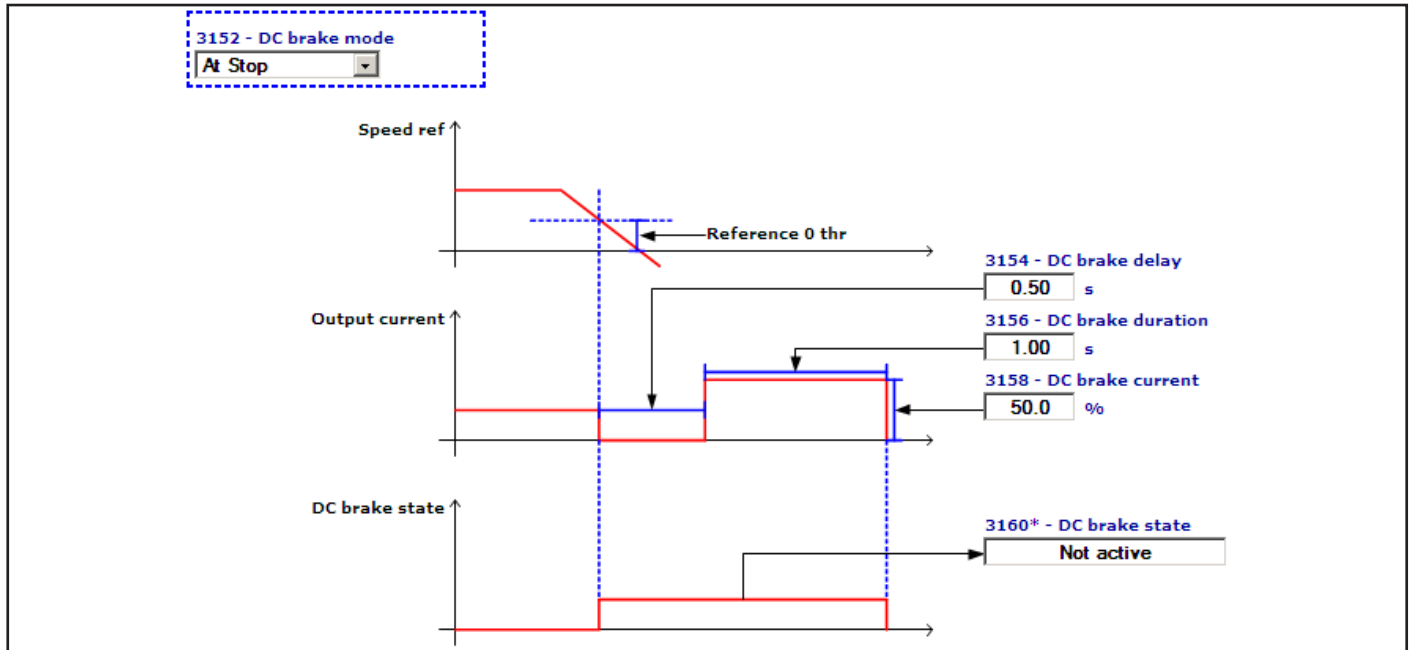 3152 - DC brake mode
At Stop
Speed ref
Reference 0 thr
3154 - DC brake delay
0.50 s
Output current
3156 - DC brake duration
1.00 s
3158 - DC brake current
50.0 %
DC brake state
3160* - DC brake state
Not active